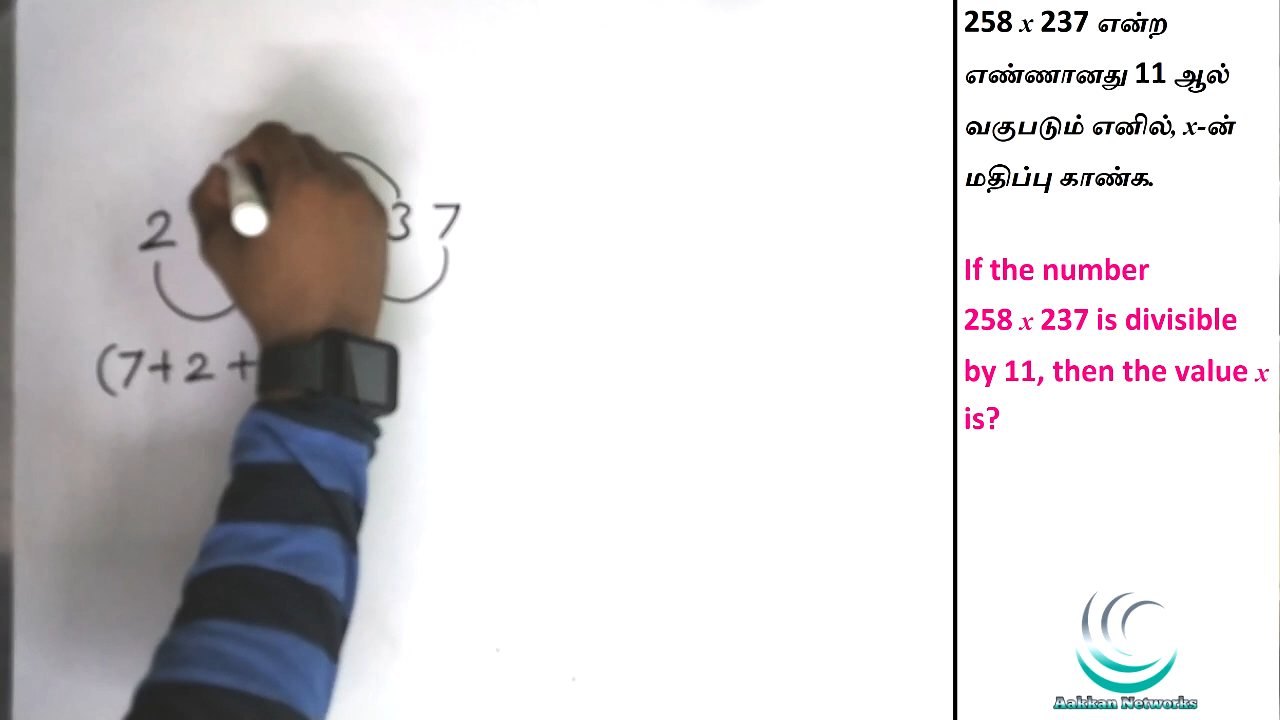 2 3 7
(7+2+
258 x 237 என்ற
எண்ணானது 11 ஆல்
வகுபடும் எனில், x-ன்
மதிப்பு காண்க.
If the number
258 x 237 is divisible
by 11, then the value x
is?
Aakkan Networks